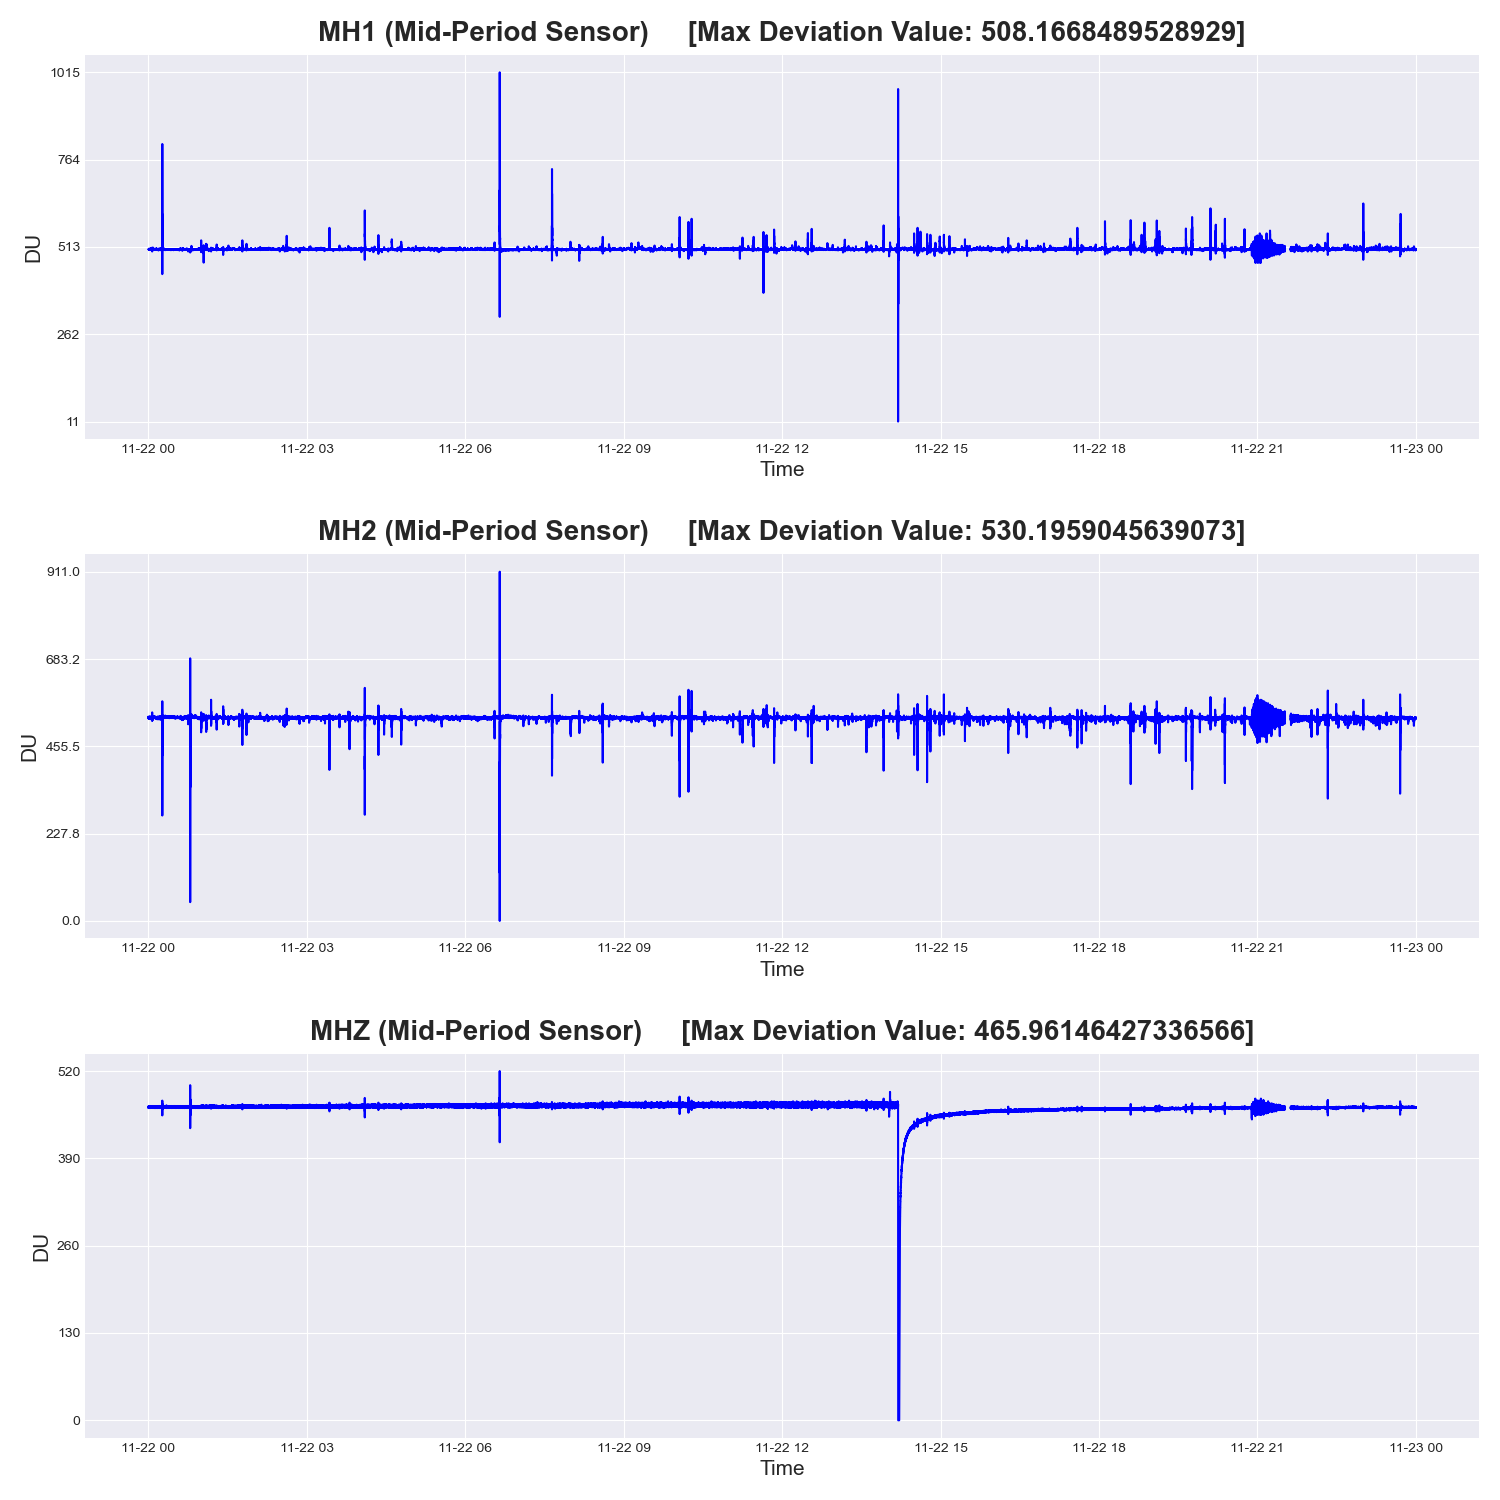 MH1 (Mid-Period Sensor)     [Max Deviation Value: 508.1668489528929]
1015
764
513
262
11
DU
11-22 00 11-22 03 11-22 06 11-22 09 11-22 12 11-22 15 11-22 18 11-22 21 11-23 00
Time
MH2 (Mid-Period Sensor)     [Max Deviation Value: 530.1959045639073]
911.0
683.2
455.5
227.8
0.0
DU
11-22 00 11-22 03 11-22 06 11-22 09 11-22 12 11-22 15 11-22 18 11-22 21 11-23 00
Time
MHZ (Mid-Period Sensor)     [Max Deviation Value: 465.96146427336566]
520
390
260
130
0
DU
11-22 00 11-22 03 11-22 06 11-22 09 11-22 12 11-22 15 11-22 18 11-22 21 11-23 00
Time